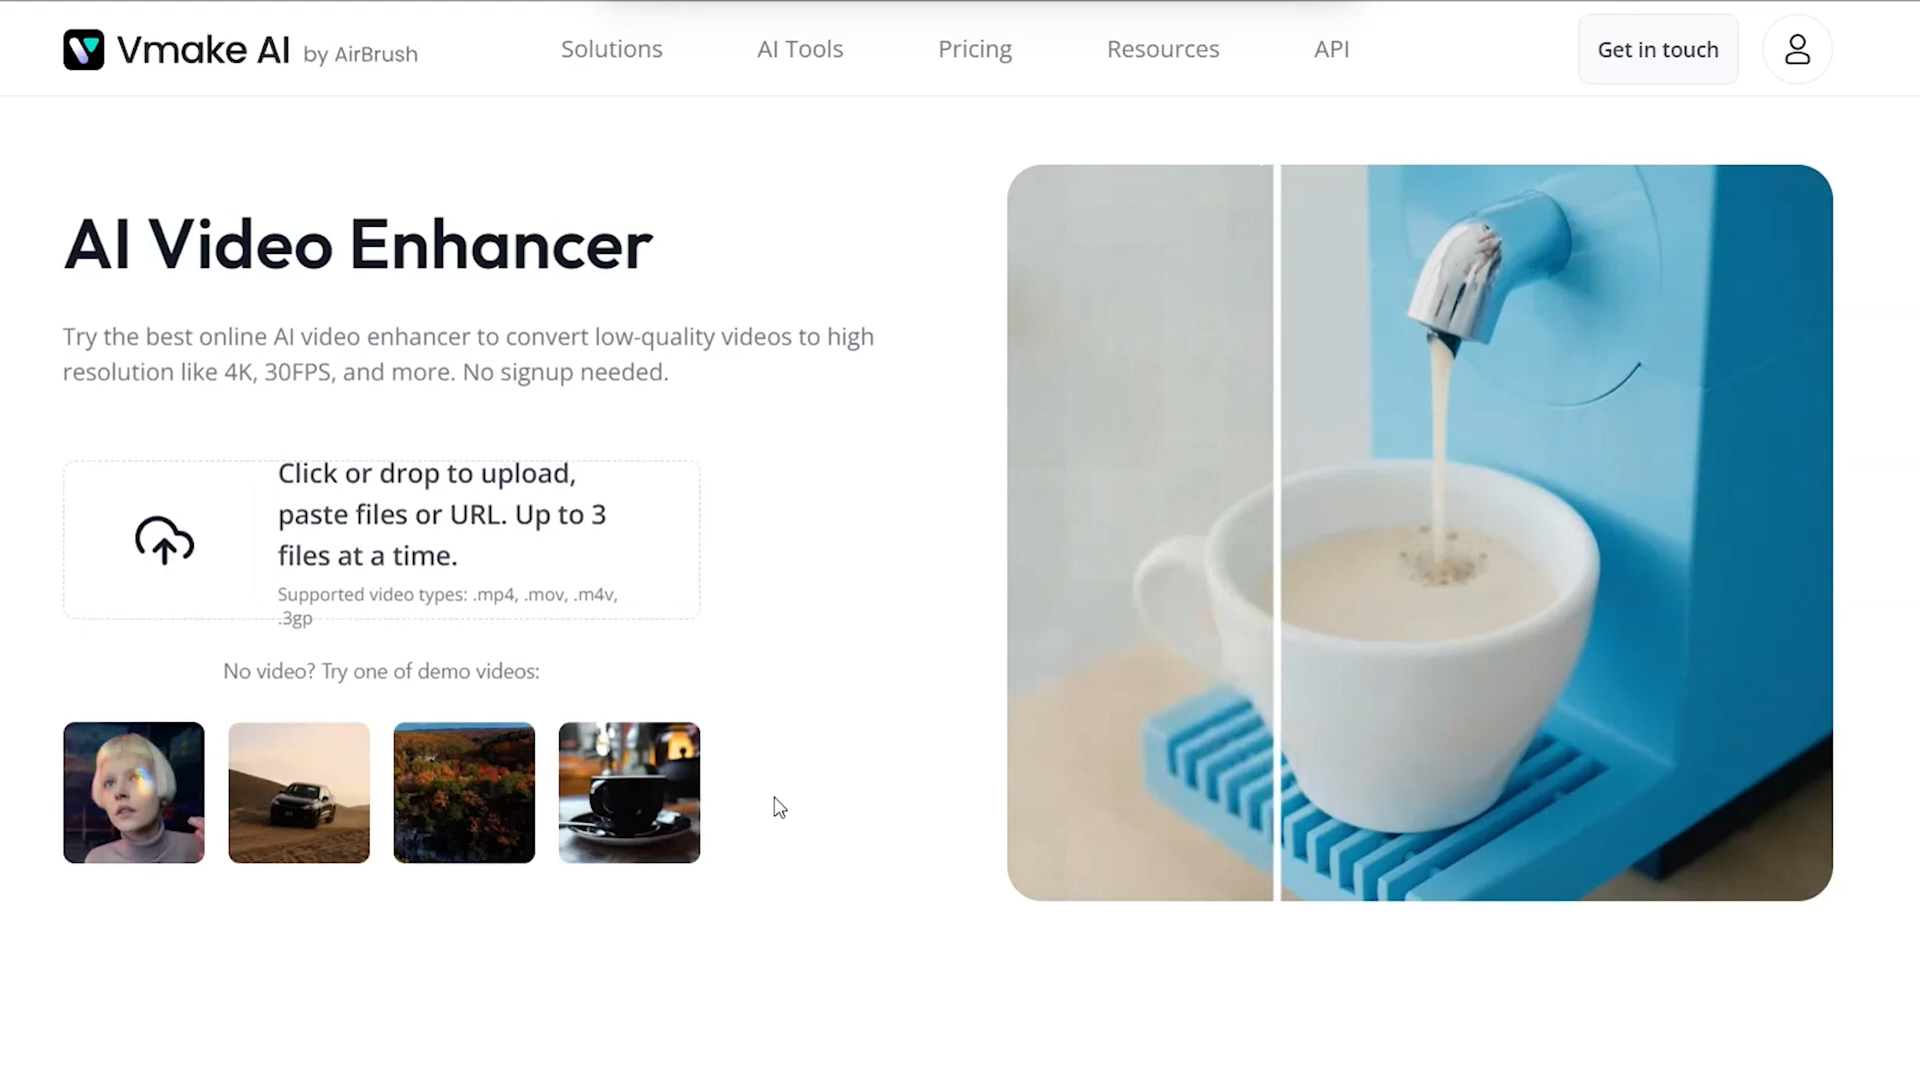 Vmake AI by AirBrush
Solutions
AI Tools
Pricing
Resources
API
Get in touch
AI Video Enhancer
Try the best online AI video enhancer to convert low-quality videos to high
resolution like 4K, 30FPS, and more. No signup needed.
Click or drop to upload,
paste files or URL. Up to 3
files at a time.
Supported video types: .mp4, .mov, .m4v,
.3gp
No video? Try one of demo videos: